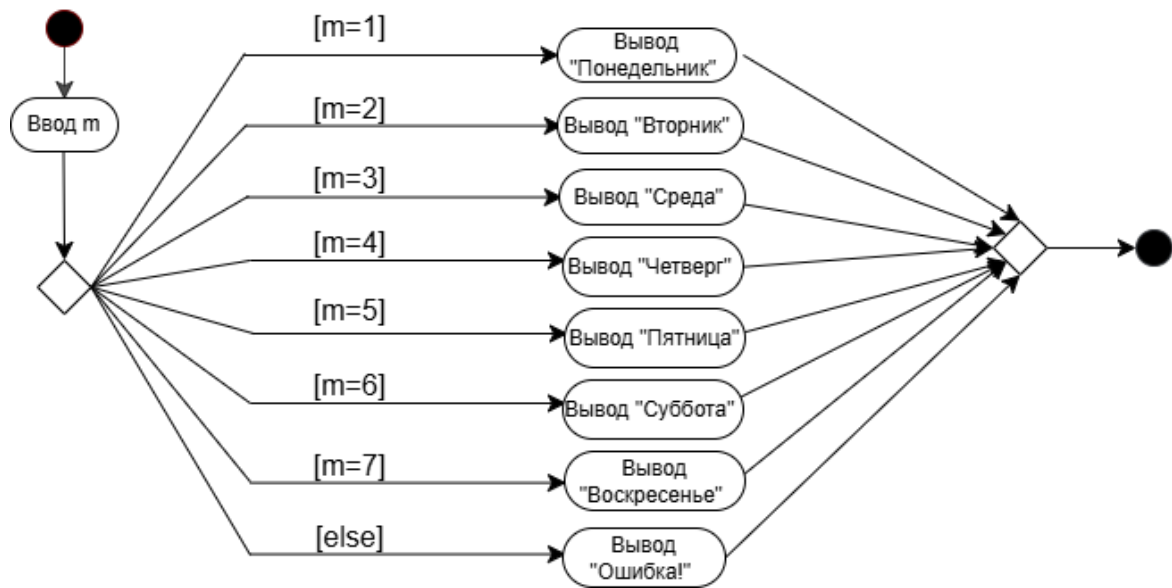 Ввод m
[m=1]
Вывод
"Понедельник"
[m=2]
Вывод "Вторник"
[m=3]
Вывод "Среда"
[m=4]
Вывод "Четверг"
[m=5]
Вывод "Пятница"
[m=6]
Вывод "Суббота"
[m=7]
Вывод
"Воскресенье"
[else]
Вывод
"Ошибка!"